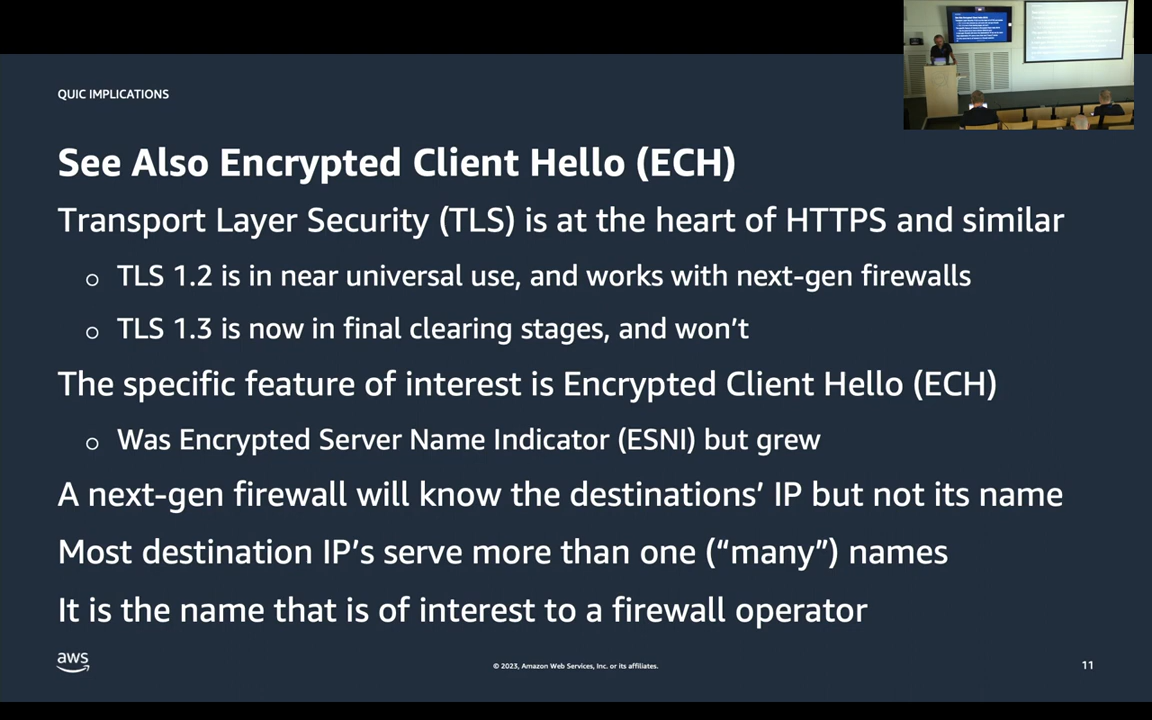 QUIC IMPLICATIONS
See Also Encrypted Client Hello (ECH)
Transport Layer Security (TLS) is at the heart of HTTPS and similar
o TLS 1.2 is in near universal use, and works with next-gen firewalls
o TLS 1.3 is now in final clearing stages, and won’t
The specific feature of interest is Encrypted Client Hello (ECH)
o Was Encrypted Server Name Indicator (ESNI) but grew
A next-gen firewall will know the destinations’ IP but not its name
Most destination IP’s serve more than one (“many”) names
It is the name that is of interest to a firewall operator
aws
© 2023, Amazon Web Services, Inc. or its affiliates.
11